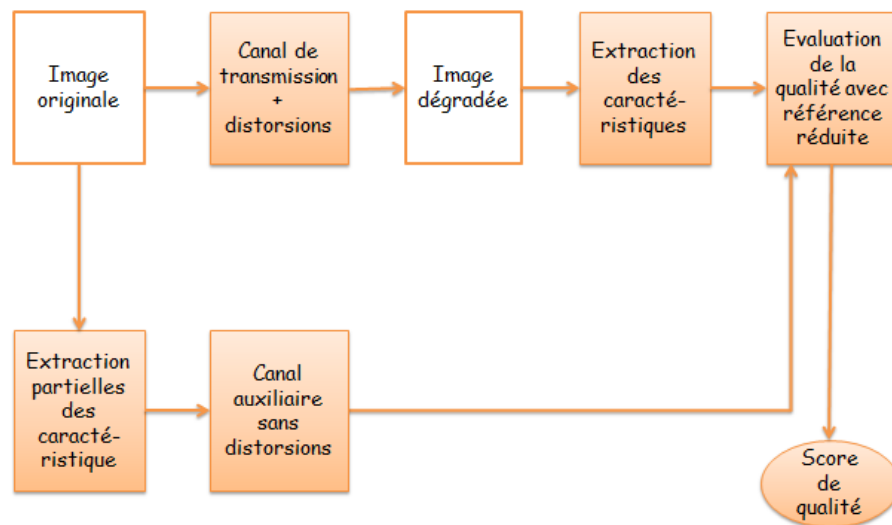 Image
originale
Canal de
transmission
+
distorsions
Image
dégradée
Extraction
des
caracté-
ristiques
Evaluation
de la
qualité avec
référence
réduite
Extraction
partielles
des
caracté-
ristique
Canal
auxiliaire
sans
distorsions
Score
de
qualité